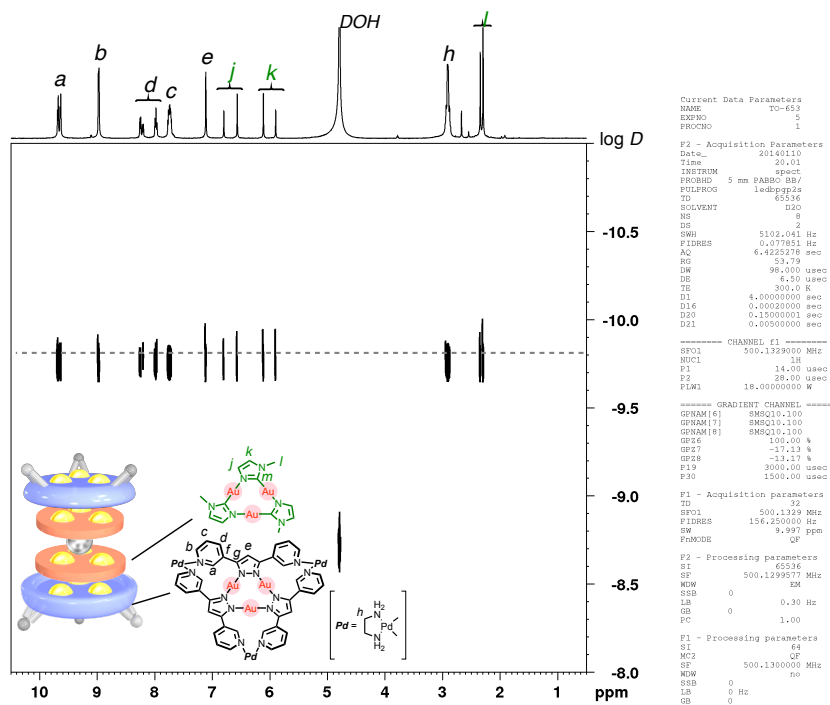 a b d c e j k DOH h l
log D
-10.5
-10.0
-9.5
-9.0
-8.5
-8.0
10 9 8 7 6 5 4 3 2 1 ppm
k
j N l
N m
Au Au
N N
N Au N
c d e
b f g
Pd N a N N N Pd
N Au Au N
N N
N Au N
N N
Pd Pd
H2
h N
Pd = Pd
N
H2
Current Data Parameters
NAME TO-653
EXPNO 5
PROCNO 1
F2 - Acquisition Parameters
Date_ 20140110
Time 20.01
INSTRUM spect
PROBHD 5 mm PABBO BB/
PULPROG ledbpgp2s
TD 65536
SOLVENT D2O
NS 8
DS 2
SWH 5102.041 Hz
FIDRES 0.077851 Hz
AQ 6.4225278 sec
RG 53.79
DW 98.000 usec
DE 6.50 usec
TE 300.0 K
D1 4.00000000 sec
D16 0.00020000 sec
D20 0.15000001 sec
D21 0.00500000 sec
======== CHANNEL f1 ========
SFO1 500.1329000 MHz
NUC1 1H
P1 14.00 usec
P2 28.00 usec
PLW1 18.00000000 W
====== GRADIENT CHANNEL =====
GPNAM[6] SMSQ10.100
GPNAM[7] SMSQ10.100
GPNAM[8] SMSQ10.100
GPZ6 100.00 %
GPZ7 -17.13 %
GPZ8 -13.17 %
P19 3000.00 usec
P30 1500.00 usec
F1 - Acquisition parameters
TD 32
SFO1 500.1329 MHz
FIDRES 156.250000 Hz
SW 9.997 ppm
FnMODE QF
F2 - Processing parameters
SI 65536
SF 500.1299577 MHz
WDW EM
SSB 0
LB 0.30 Hz
GB 0
PC 1.00
F1 - Processing parameters
SI 64
MC2 QF
SF 500.1300000 MHz
WDW no
SSB 0
LB 0 Hz
GB 0